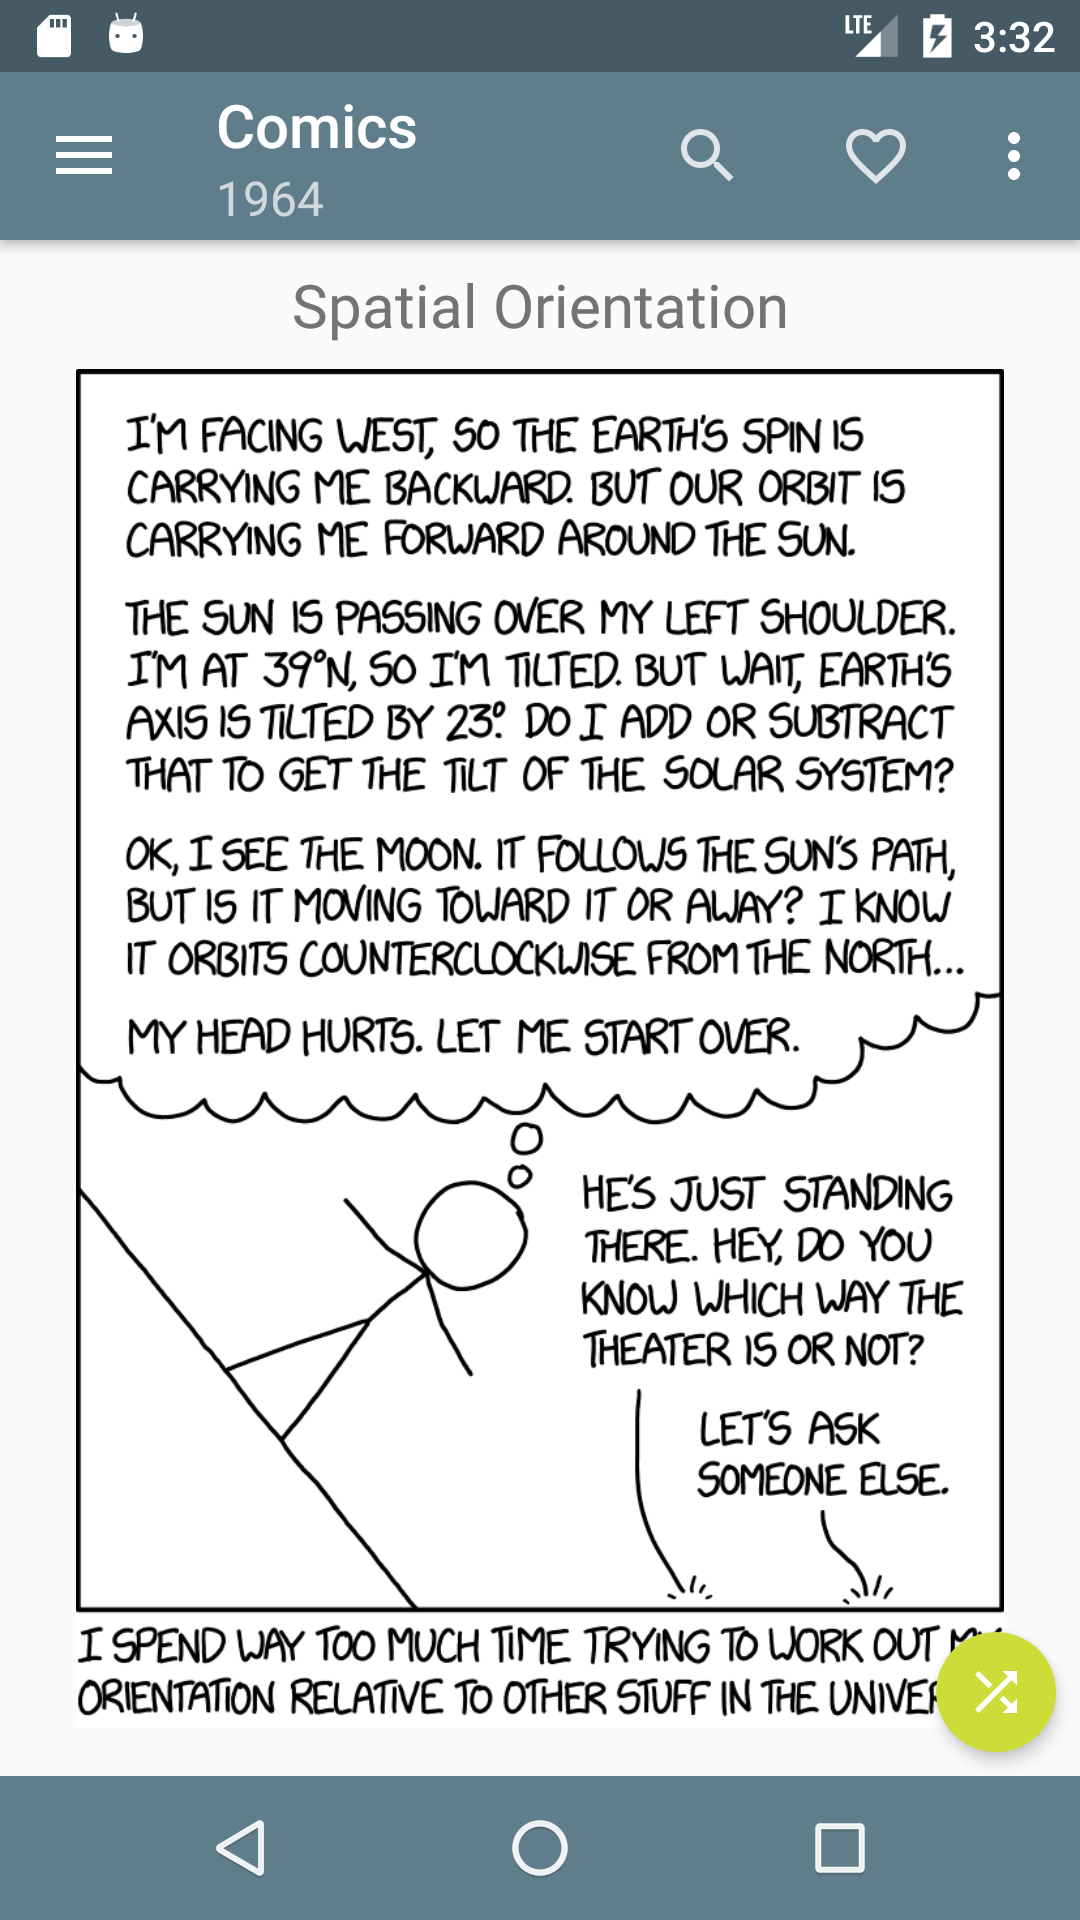 LTE
3:32
Comics
1964
Spatial Orientation
I'M FACING WEST, SO THE EARTH'S SPIN IS
CARRYING ME BACKWARD. BUT OUR ORBIT IS
CARRYING ME FORWARD AROUND THE SUN.
THE SUN IS PASSING OVER MY LEFT SHOULDER.
I'M AT 39°N, SO I'M TILTED. BUT WAIT, EARTH'S
AXIS IS TILTED BY 23°. DO I ADD OR SUBTRACT
THAT TO GET THE TILT OF THE SOLAR SYSTEM?
OK, I SEE THE MOON. IT FOLLOWS THE SUN'S PATH,
BUT IS IT MOVING TOWARD IT OR AWAY? I KNOW
IT ORBITS COUNTERCLOCKWISE FROM THE NORTH...
MY HEAD HURTS. LET ME START OVER.
HE'S JUST STANDING
THERE. HEY, DO YOU
KNOW WHICH WAY THE
THEATER IS OR NOT?
LET'S ASK
SOMEONE ELSE.
I SPEND WAY TOO MUCH TIME TRYING TO WORK OUT
ORIENTATION RELATIVE TO OTHER STUFF IN THE